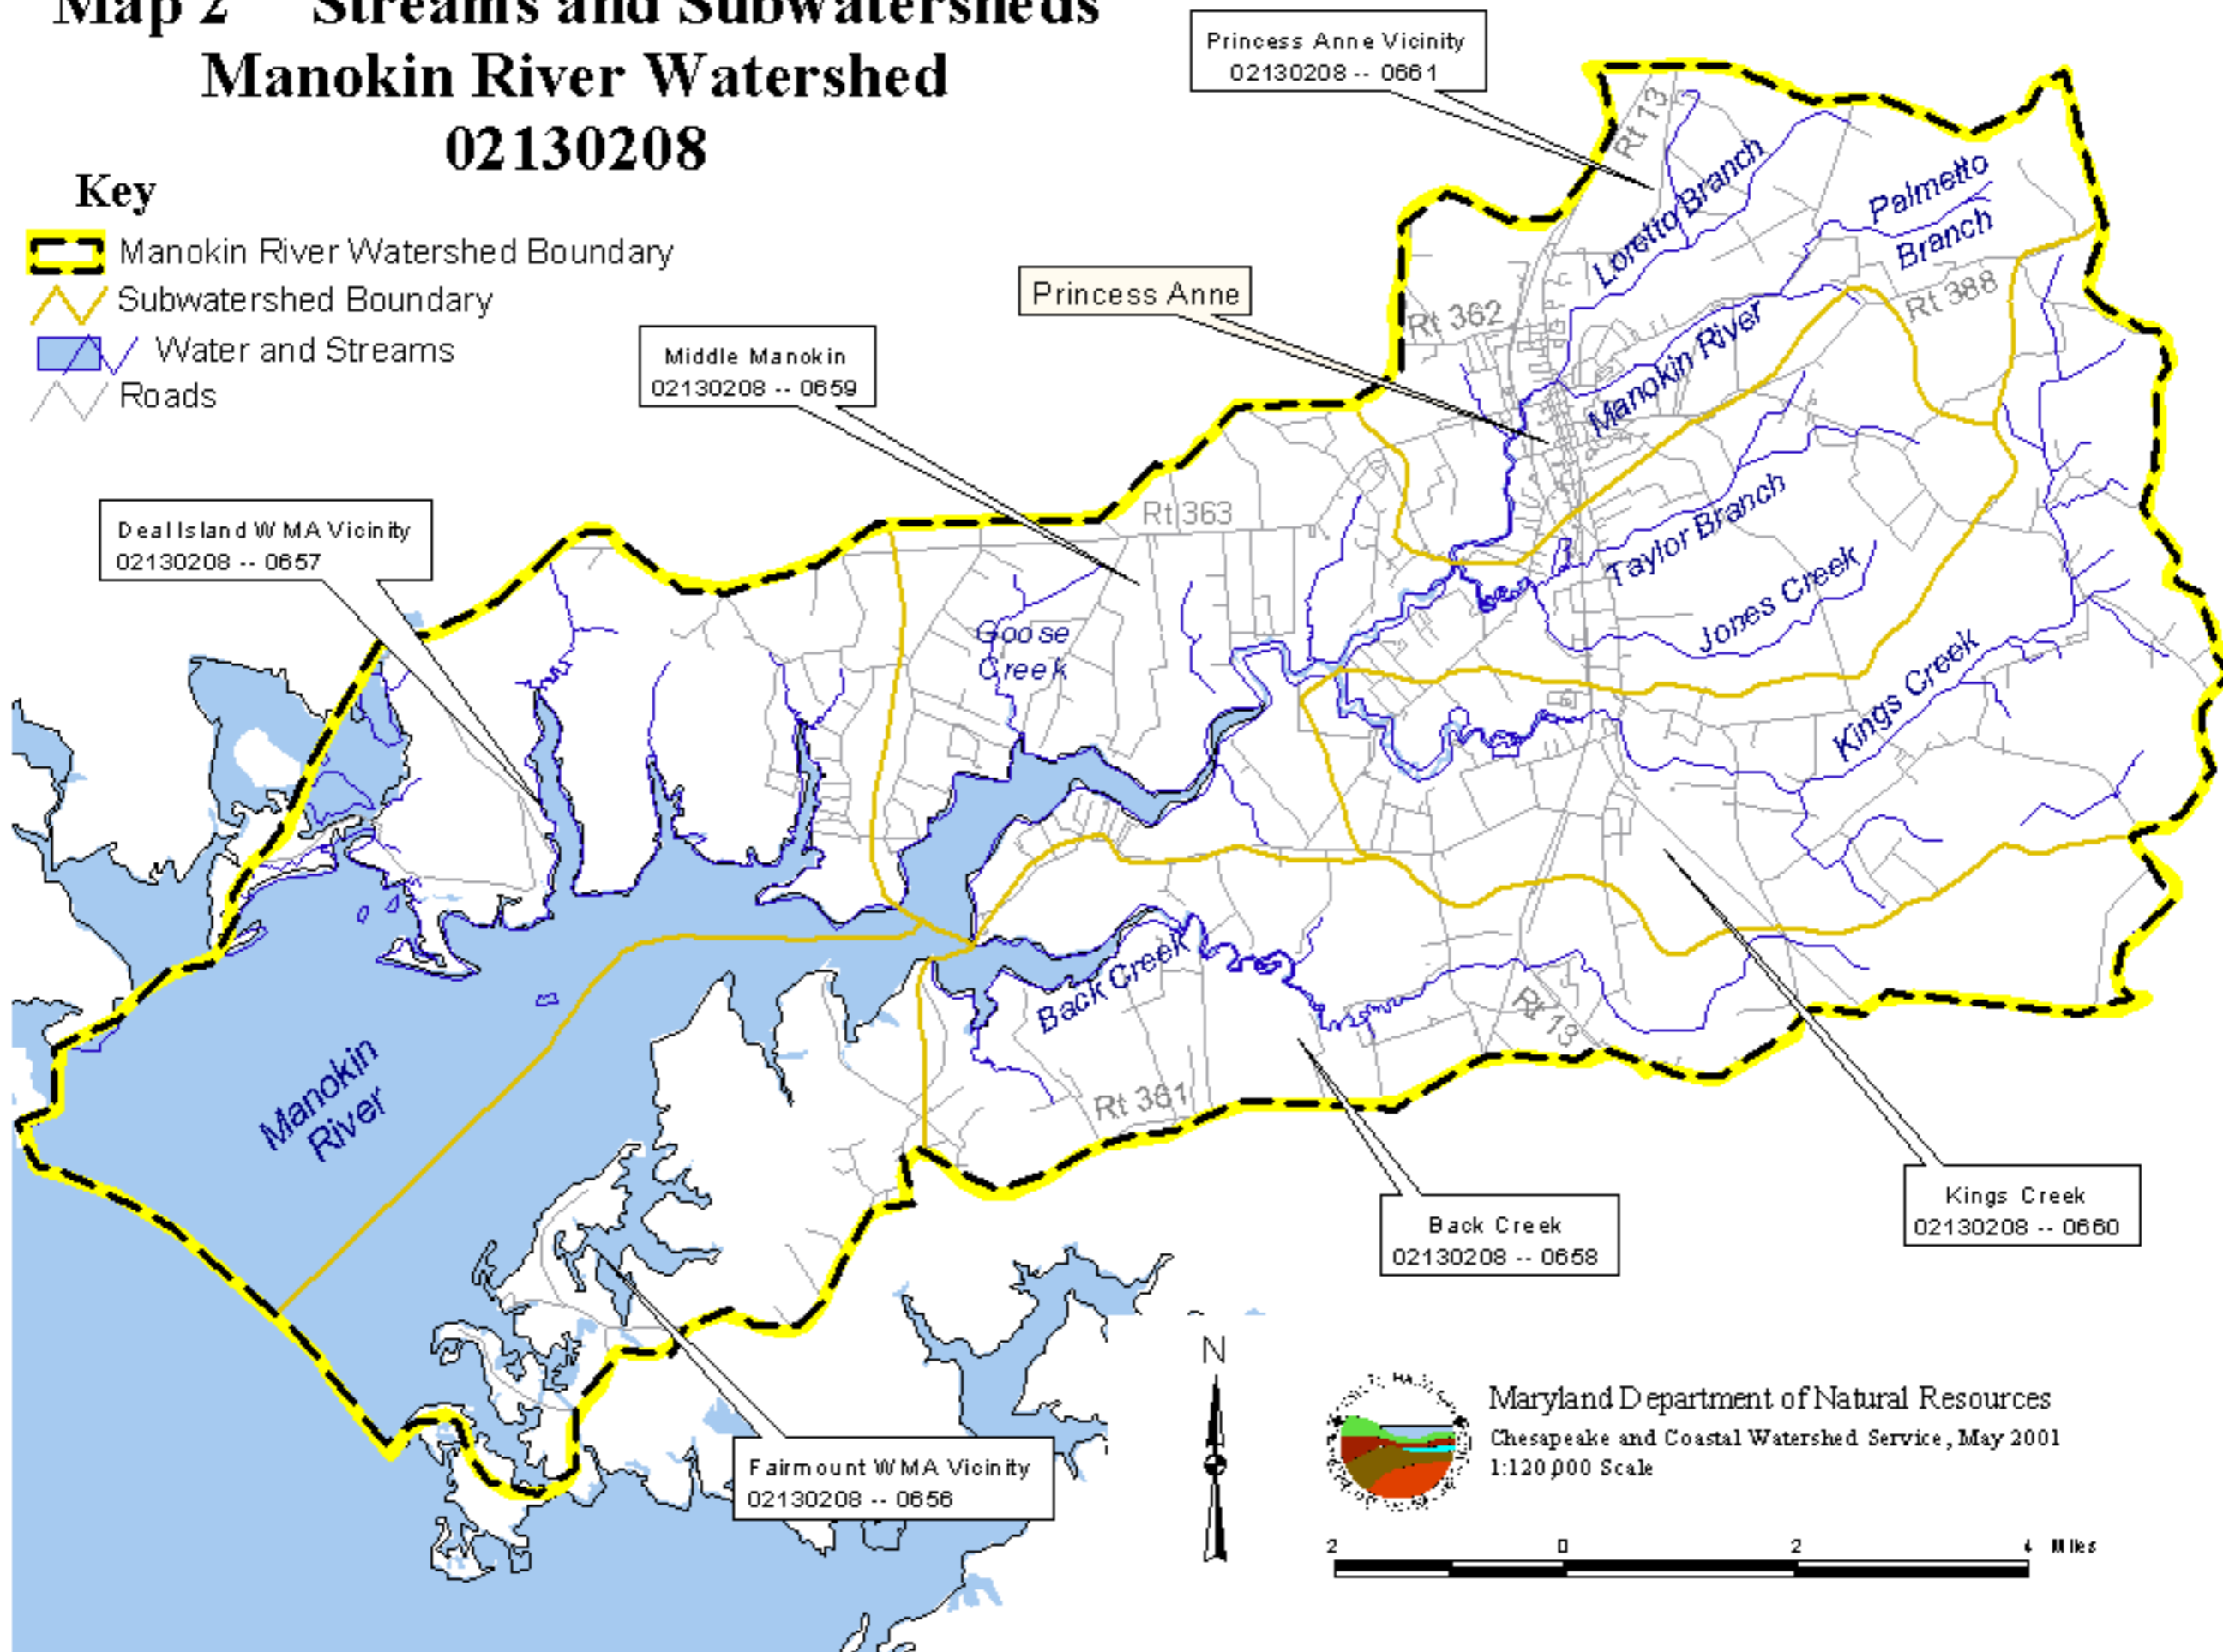 Map 2 Streams and Subwatersheds
Manokin River Watershed
02130208
Key
Manokin River Watershed Boundary
Subwatershed Boundary
Water and Streams
Roads
Princess Anne Vicinity
02130208 -- 0661
Princess Anne
Middle Manokin
02130208 -- 0659
Deal Island WMA Vicinity
02130208 -- 0657
Rt 13
Loretto Branch
Palmetto
Branch
Rt 388
Rt 362
Manokin River
Rt 363
Taylor Branch
Jones Creek
Goose
Creek
Kings Creek
Back Creek
Rt 13
Rt 361
Manokin
River
Kings Creek
02130208 -- 0660
Back Creek
02130208 -- 0658
Fairmount WMA Vicinity
02130208 -- 0656
N
Maryland Department of Natural Resources
Chesapeake and Coastal Watershed Service, May 2001
1:120,000 Scale
2 0 2 4 Miles